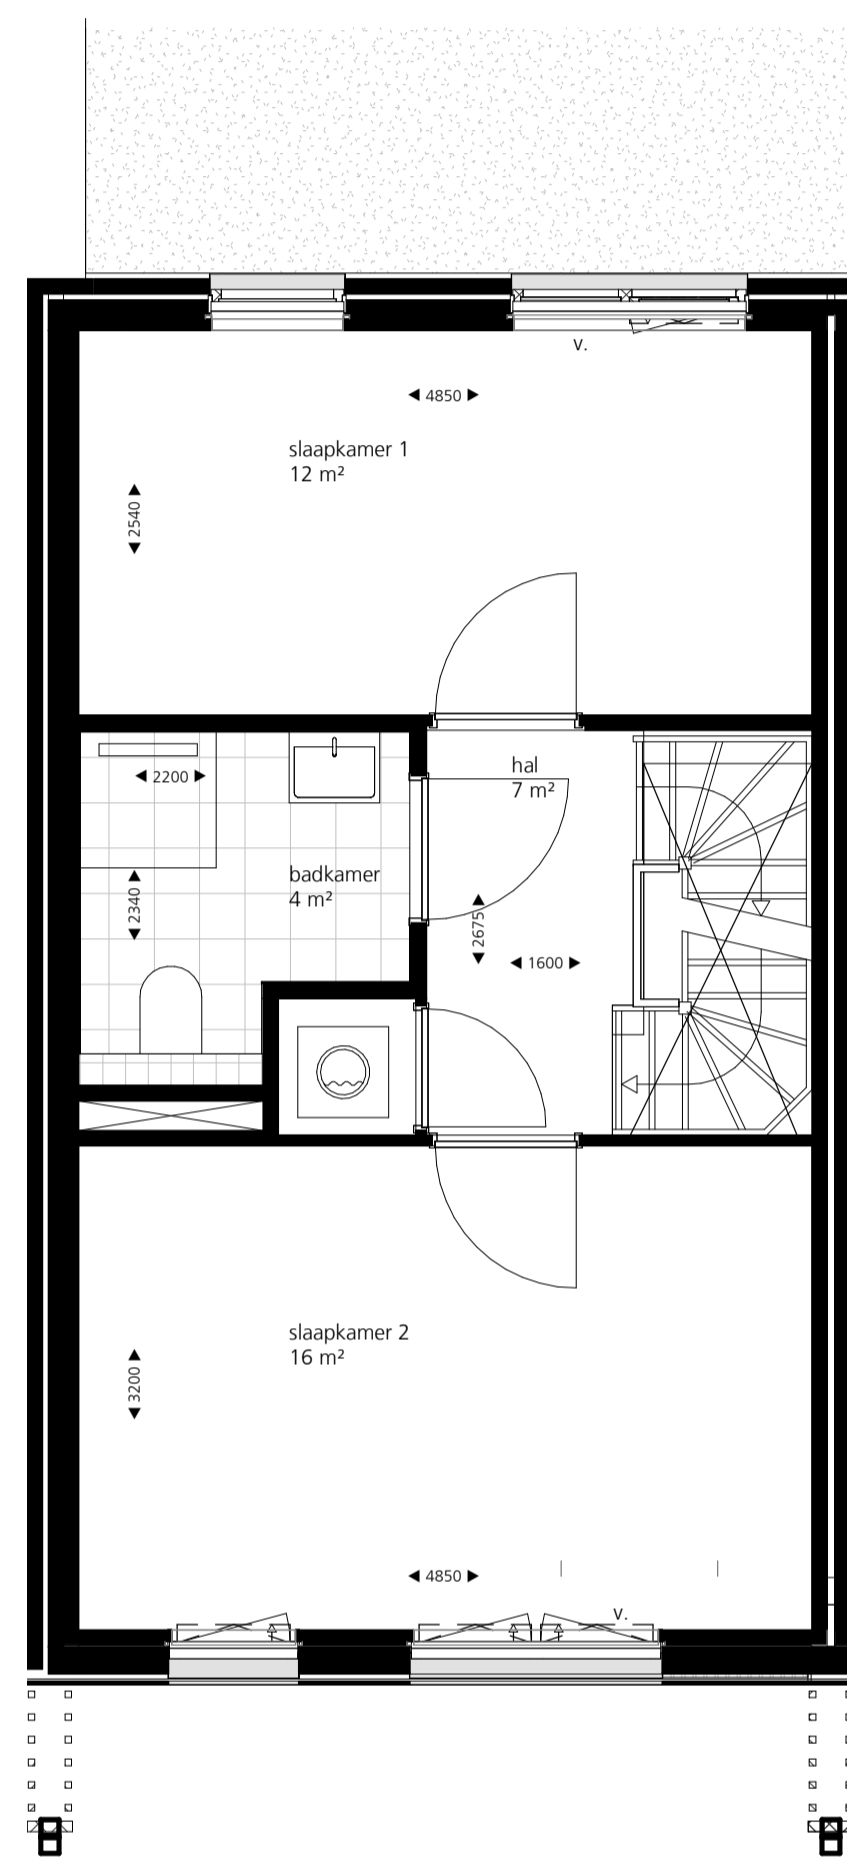 v.
4850
slaapkamer 1
12 m²
2540
hal
7 m²
2200
badkamer
4 m²
2340
2675
1600
slaapkamer 2
16 m²
3200
4850
v.